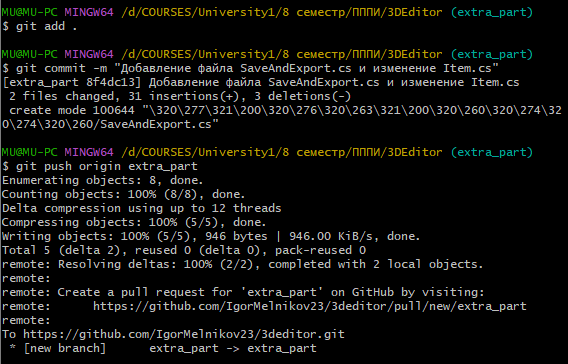 MU@MU-PC MINGW64 /d/COURSES/University1/8 семестр/ПППИ/3DEditor (extra_part)
$ git add .
MU@MU-PC MINGW64 /d/COURSES/University1/8 семестр/ПППИ/3DEditor (extra_part)
$ git commit -m "Добавление файла SaveAndExport.cs и изменение Item.cs"
[extra_part 8f4dc13] Добавление файла SaveAndExport.cs и изменение Item.cs
 2 files changed, 31 insertions(+), 3 deletions(-)
 create mode 100644 "\320\277\321\200\320\276\320\263\321\200\320\260\320\274\32
0\274\320\260/SaveAndExport.cs"
MU@MU-PC MINGW64 /d/COURSES/University1/8 семестр/ПППИ/3DEditor (extra_part)
$ git push origin extra_part
Enumerating objects: 8, done.
Counting objects: 100% (8/8), done.
Delta compression using up to 12 threads
Compressing objects: 100% (5/5), done.
Writing objects: 100% (5/5), 946 bytes | 946.00 KiB/s, done.
Total 5 (delta 2), reused 0 (delta 0), pack-reused 0
remote: Resolving deltas: 100% (2/2), completed with 2 local objects.
remote:
remote: Create a pull request for 'extra_part' on GitHub by visiting:
remote:      https://github.com/IgorMelnikov23/3deditor/pull/new/extra_part
remote:
To https://github.com/IgorMelnikov23/3deditor.git
 * [new branch]      extra_part -> extra_part